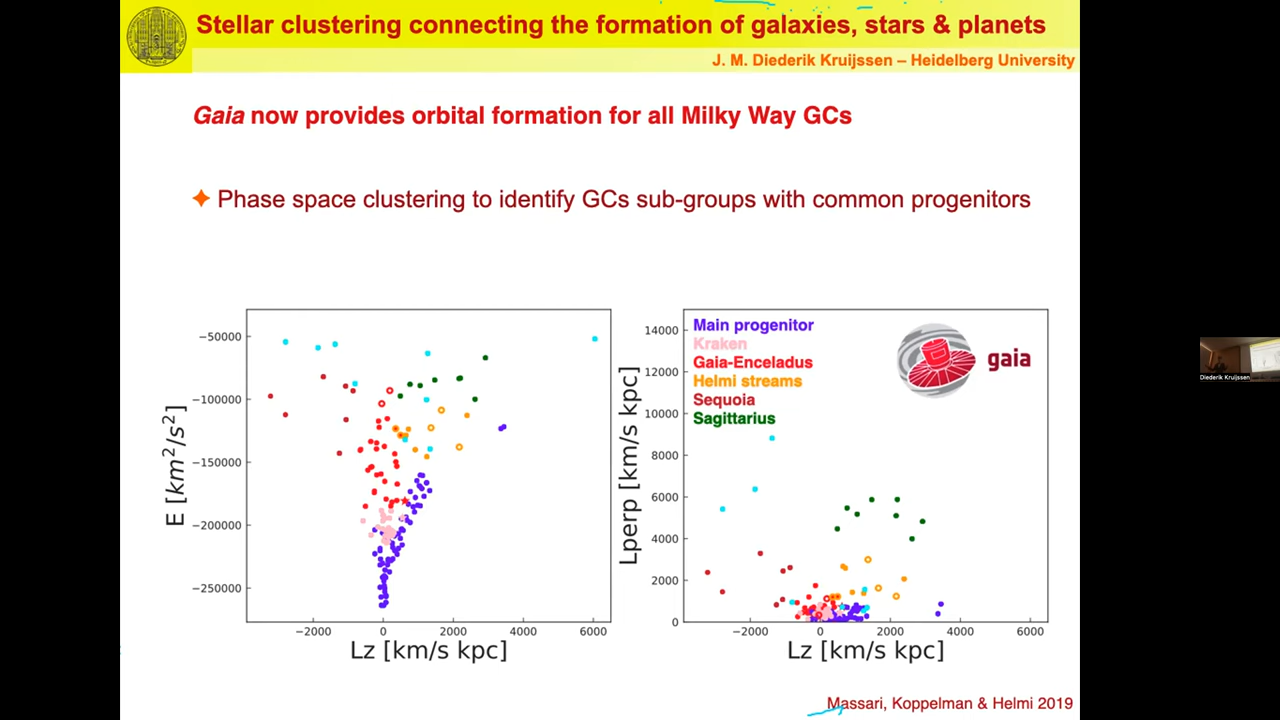 Stellar clustering connecting the formation of galaxies, stars & planets
J. M. Diederik Kruijssen – Heidelberg University
Gaia now provides orbital formation for all Milky Way GCs
✦ Phase space clustering to identify GCs sub-groups with common progenitors
E [km²/s²]
−50000
−100000
−150000
−200000
−250000
−2000 0 2000 4000 6000
Lz [km/s kpc]
Lperp [km/s kpc]
14000
12000
10000
8000
6000
4000
2000
0
−2000 0 2000 4000 6000
Lz [km/s kpc]
Main progenitor
Kraken
Gaia-Enceladus
Helmi streams
Sequoia
Sagittarius
gaia
Massari, Koppelman & Helmi 2019
Diederik Kruijssen